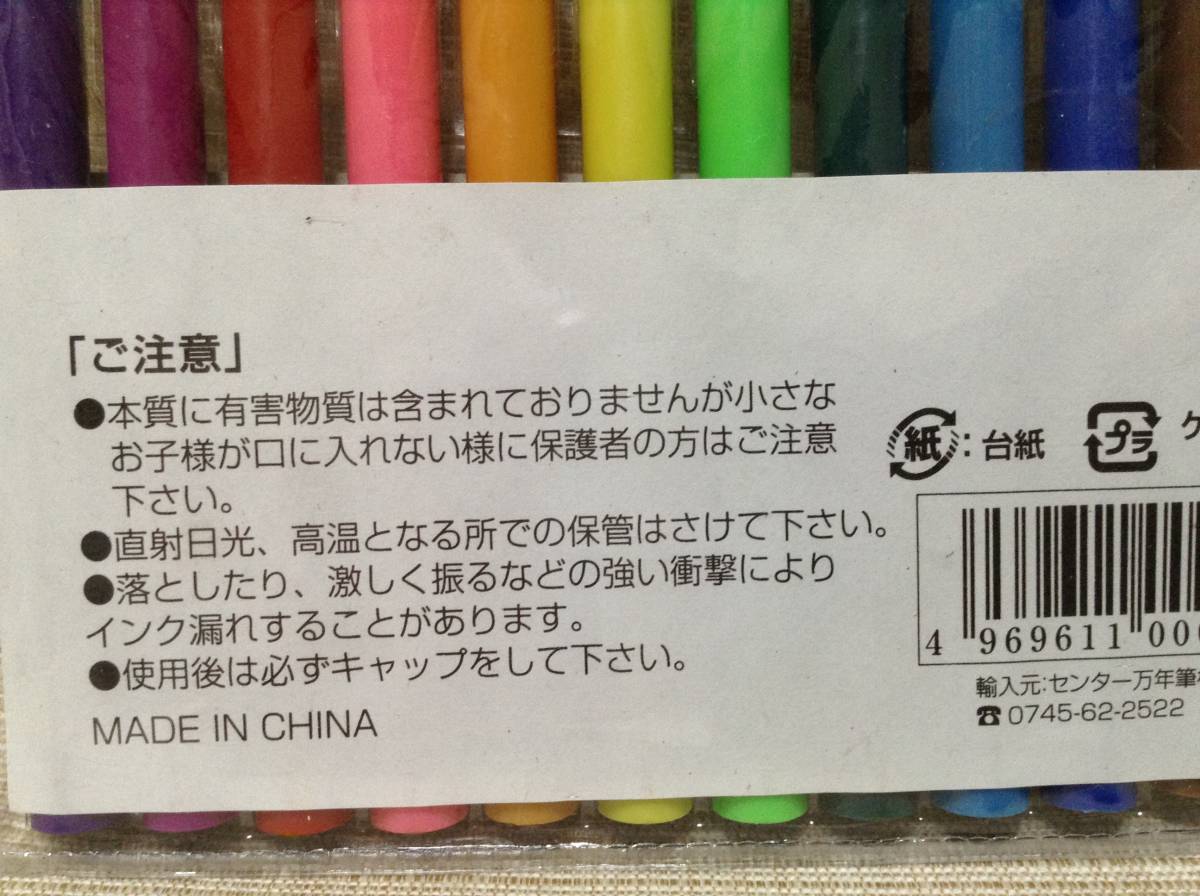 「ご注意」
●本質に有害物質は含まれておりませんが小さな
お子様が口に入れない様に保護者の方はご注意
下さい。
●直射日光、高温となる所での保管はさけて下さい。
●落としたり、激しく振るなどの強い衝撃により
インク漏れすることがあります。
●使用後は必ずキャップをして下さい。
MADE IN CHINA
紙:台紙
プラ
4 969611 00
輸入元:センター万年筆
☎0745-62-2522